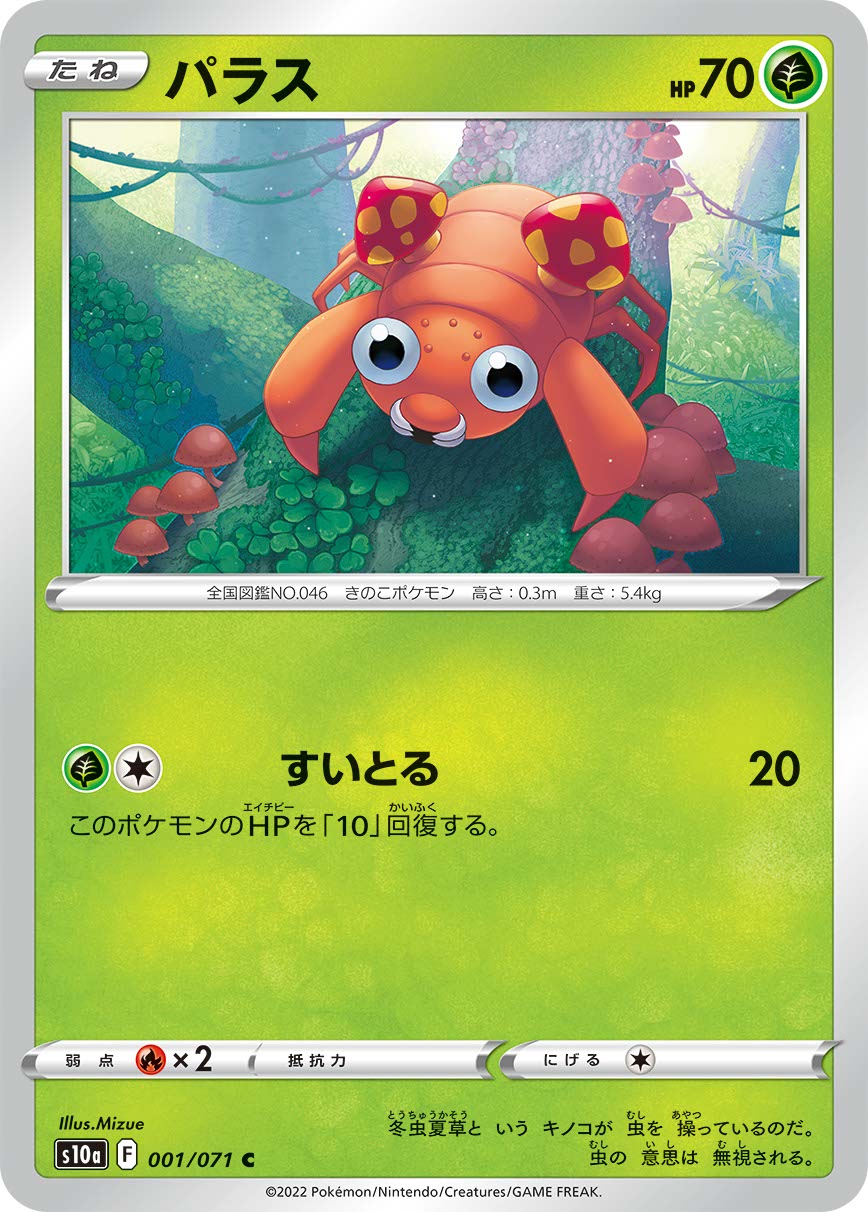 たね パラス HP70
全国図鑑NO.046 きのこポケモン 高さ:0.3m 重さ:5.4kg
すいとる 20
エイチピー かいふく
このポケモンのHPを「10」回復する。
弱点 ×2 抵抗力 にげる
Illus.Mizue
とうちゅうかそう むし あやつ
冬虫夏草と いう キノコが 虫を 操っているのだ。
むし いし むし
虫の 意思は 無視される。
s10a F 001/071 C
©2022 Pokémon/Nintendo/Creatures/GAME FREAK.